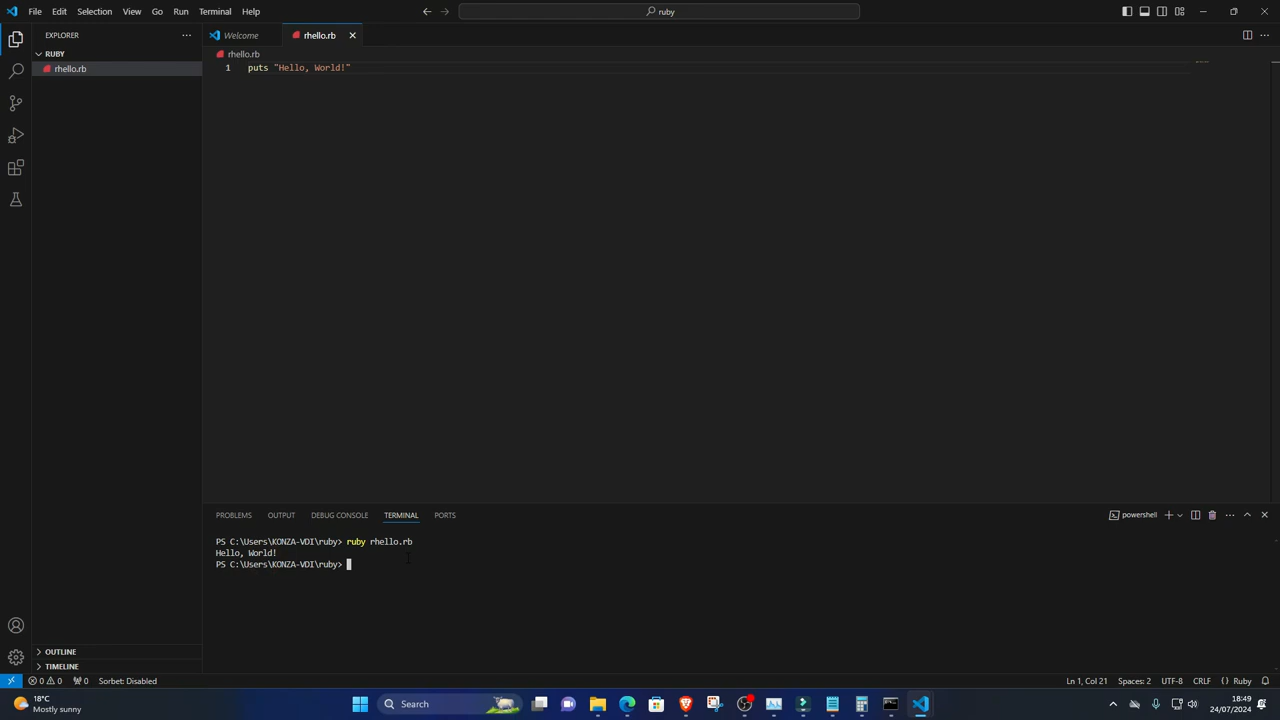 File Edit Selection View Go Run Terminal Help
ruby
EXPLORER
Welcome
rhello.rb
RUBY
rhello.rb
rhello.rb
1 puts "Hello, World!"
PROBLEMS OUTPUT DEBUG CONSOLE TERMINAL PORTS
powershell
PS C:\Users\KONZA-VDI\ruby> ruby rhello.rb
Hello, World!
PS C:\Users\KONZA-VDI\ruby>
OUTLINE
TIMELINE
0 0 0 Sorbet: Disabled
Ln 1, Col 21 Spaces: 2 UTF-8 CRLF {} Ruby
18°C
Mostly sunny
Search
18:49
24/07/2024